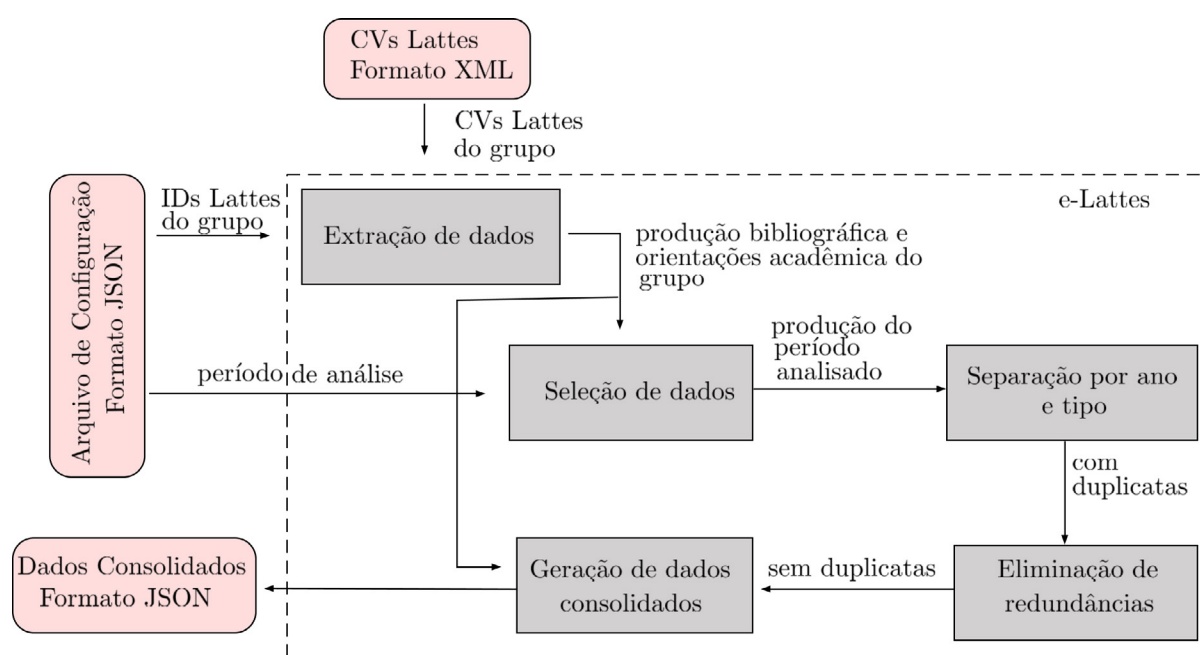 CVs Lattes
Formato XML
CVs Lattes
do grupo
Arquivo de Configuração
Formato JSON
IDs Lattes
do grupo
e-Lattes
Extração de dados
produção bibliográfica e
orientações acadêmica do
grupo
período de análise
Seleção de dados
produção do
período
analisado
Separação por ano
e tipo
com
duplicatas
Eliminação de
redundâncias
sem duplicatas
Geração de dados
consolidados
Dados Consolidados
Formato JSON